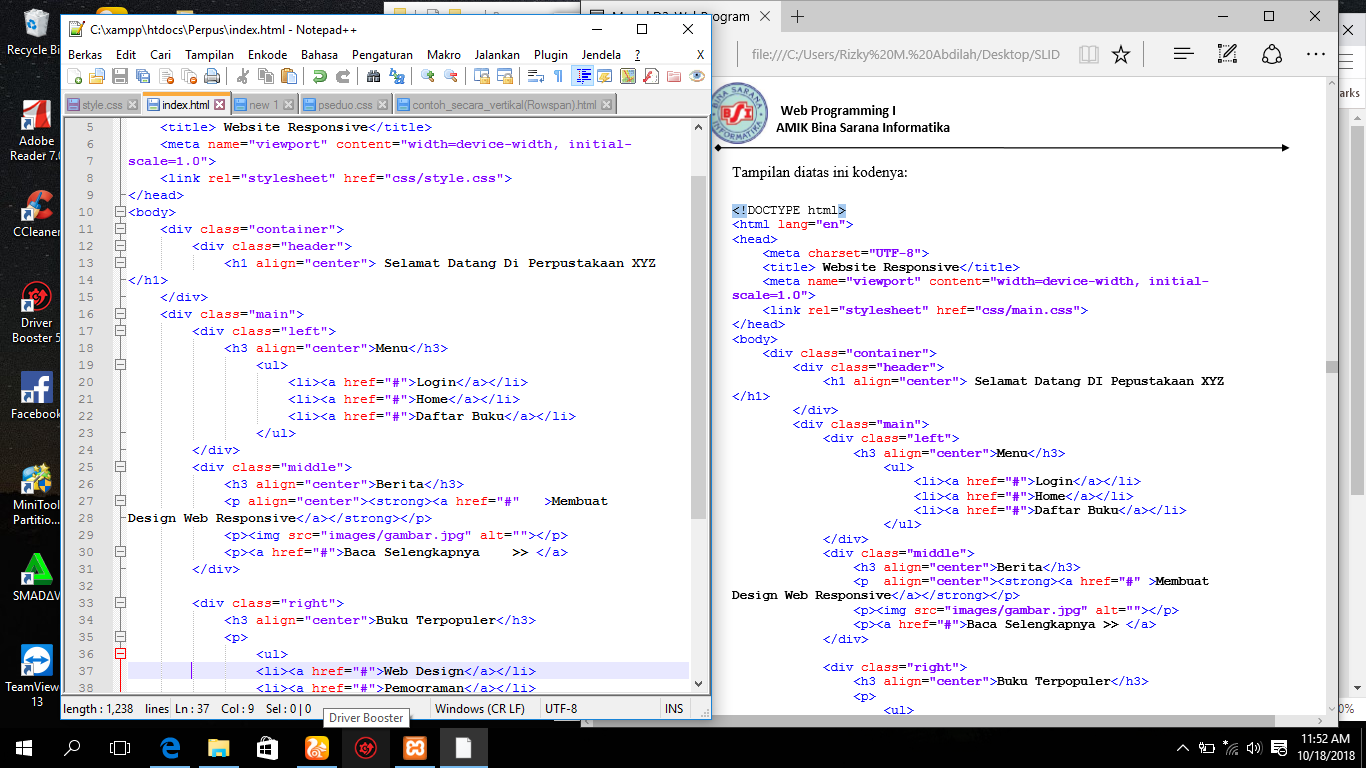 Recycle Bi
Adobe
Reader 7.0
CCleaner
Driver
Booster 5
Facebook
MiniTool
Partitio...
SMADΔV
TeamView
13
C:\xampp\htdocs\Perpus\index.html - Notepad++
Berkas Edit Cari Tampilan Enkode Bahasa Pengaturan Makro Jalankan Plugin Jendela ? X
style.css index.html new 1 pseduo.css contoh_secara_vertikal(Rowspan).html
5 <title> Website Responsive</title>
6 <meta name="viewport" content="width=device-width, initial-
7 scale=1.0">
8 <link rel="stylesheet" href="css/style.css">
9 </head>
10 <body>
11 <div class="container">
12 <div class="header">
13 <h1 align="center"> Selamat Datang Di Perpustakaan XYZ
14 </h1>
15 </div>
16 <div class="main">
17 <div class="left">
18 <h3 align="center">Menu</h3>
19 <ul>
20 <li><a href="#">Login</a></li>
21 <li><a href="#">Home</a></li>
22 <li><a href="#">Daftar Buku</a></li>
23 </ul>
24 </div>
25 <div class="middle">
26 <h3 align="center">Berita</h3>
27 <p align="center"><strong><a href="#" >Membuat
28 Design Web Responsive</a></strong></p>
29 <p><img src="images/gambar.jpg" alt=""></p>
30 <p><a href="#">Baca Selengkapnya >> </a>
31 </div>
32
33 <div class="right">
34 <h3 align="center">Buku Terpopuler</h3>
35 <p>
36 <ul>
37 <li><a href="#">Web Design</a></li>
38 <li><a href="#">Pemograman</a></li>
length : 1,238 lines Ln : 37 Col : 9 Sel : 0 | 0 Windows (CR LF) UTF-8 INS
Driver Booster
Program
file:///C:/Users/Rizky%20M.%20Abdilah/Desktop/SLID
Web Programming I
AMIK Bina Sarana Informatika
BSI
Tampilan diatas ini kodenya:
<!DOCTYPE html>
<html lang="en">
<head>
<meta charset="UTF-8">
<title> Website Responsive</title>
<meta name="viewport" content="width=device-width, initial-
scale=1.0">
<link rel="stylesheet" href="css/main.css">
</head>
<body>
<div class="container">
<div class="header">
<h1 align="center"> Selamat Datang DI Pepustakaan XYZ
</h1>
</div>
<div class="main">
<div class="left">
<h3 align="center">Menu</h3>
<ul>
<li><a href="#">Login</a></li>
<li><a href="#">Home</a></li>
<li><a href="#">Daftar Buku</a></li>
</ul>
</div>
<div class="middle">
<h3 align="center">Berita</h3>
<p align="center"><strong><a href="#" >Membuat
Design Web Responsive</a></strong></p>
<p><img src="images/gambar.jpg" alt=""></p>
<p><a href="#">Baca Selengkapnya >> </a>
</div>
<div class="right">
<h3 align="center">Buku Terpopuler</h3>
<p>
<ul>
arks
0%
11:52 AM
10/18/2018